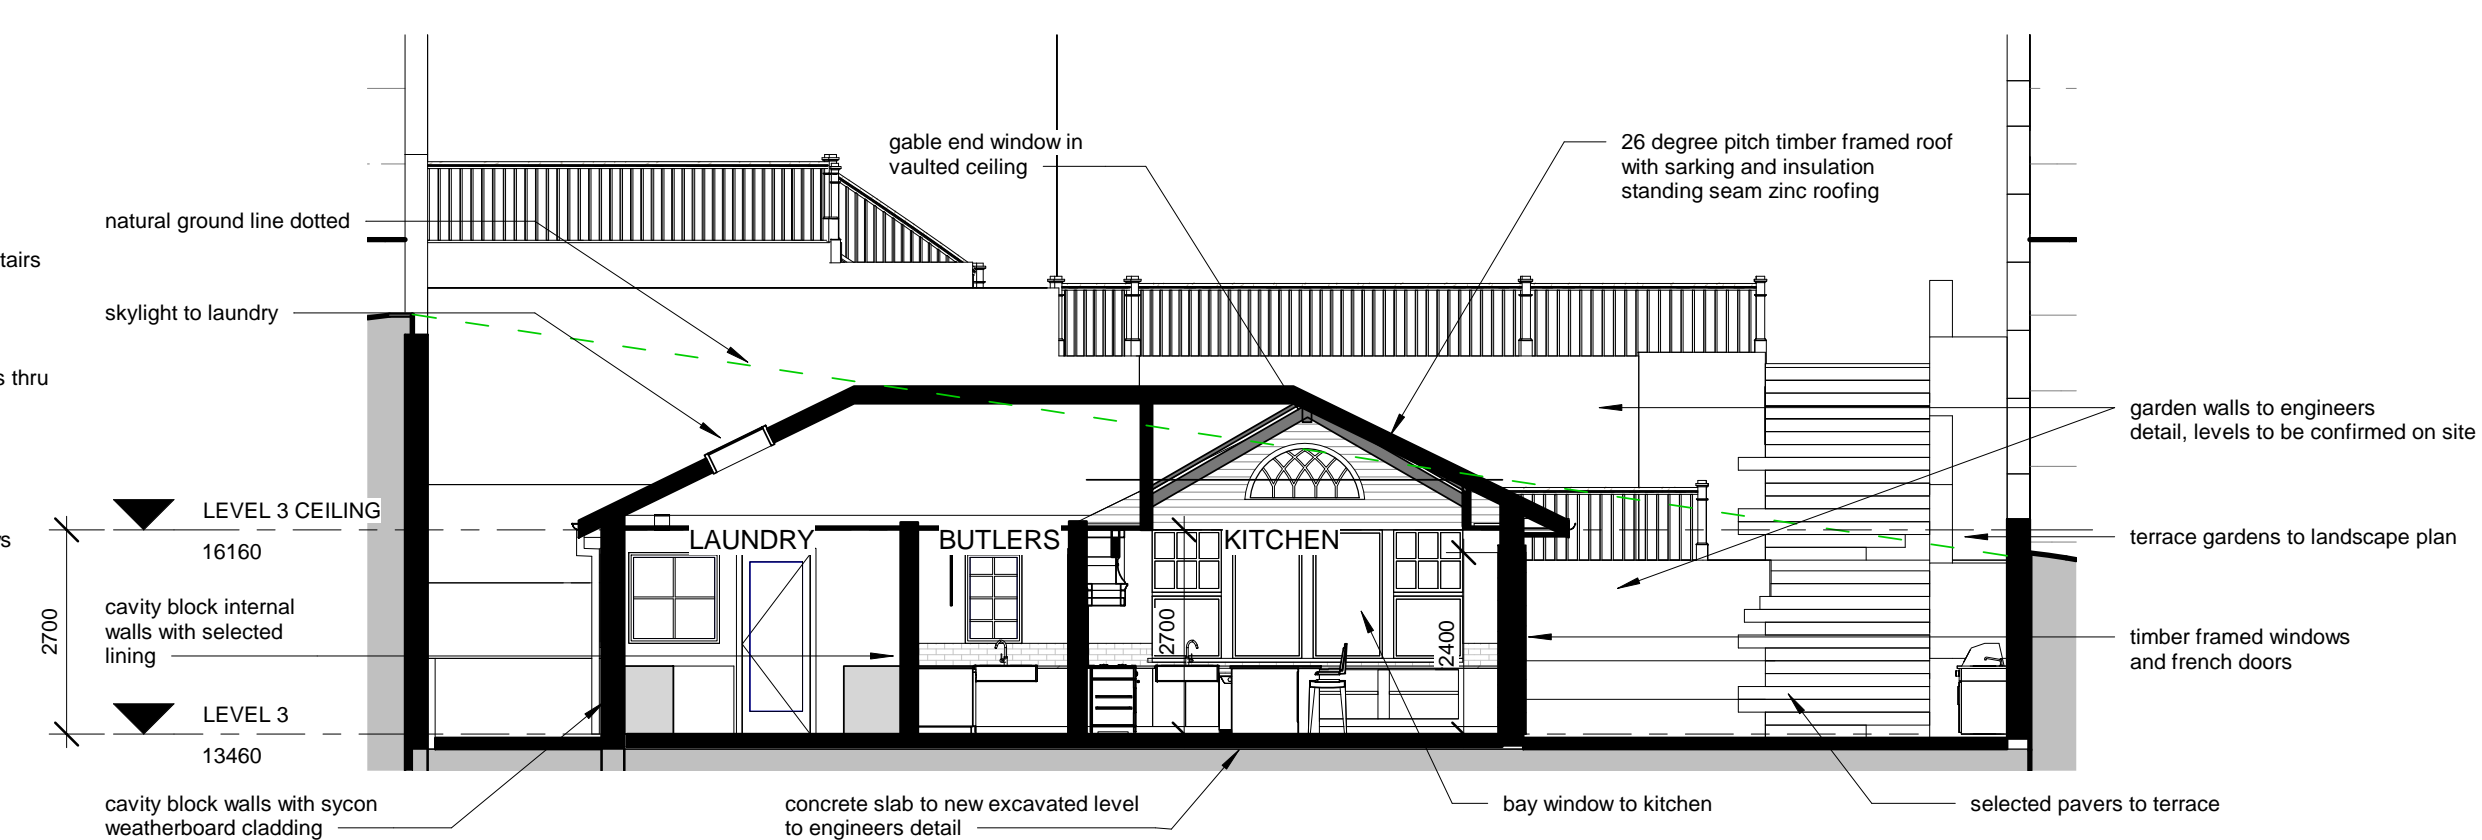 gable end window in
vaulted ceiling
26 degree pitch timber framed roof
with sarking and insulation
standing seam zinc roofing
natural ground line dotted
tairs
skylight to laundry
s thru
garden walls to engineers
detail, levels to be confirmed on site
LEVEL 3 CEILING
16160
LAUNDRY
BUTLERS
KITCHEN
terrace gardens to landscape plan
cavity block internal
walls with selected
lining
2700
2700
2400
timber framed windows
and french doors
LEVEL 3
13460
cavity block walls with sycon
weatherboard cladding
concrete slab to new excavated level
to engineers detail
bay window to kitchen
selected pavers to terrace